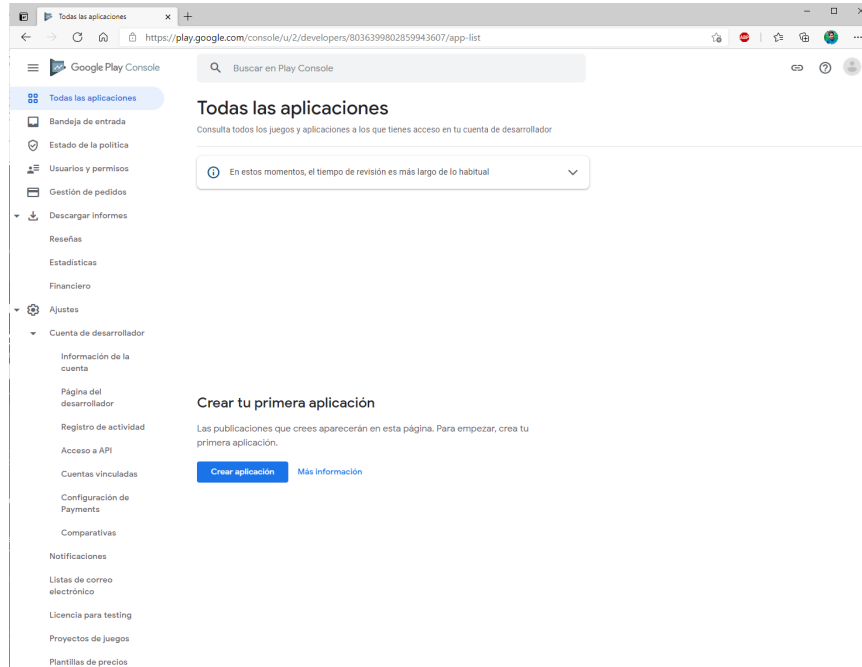 Todas las aplicaciones
https://play.google.com/console/u/2/developers/8036399802859943607/app-list
ABP
Google Play Console
Buscar en Play Console
Todas las aplicaciones
Bandeja de entrada
Estado de la política
Usuarios y permisos
Gestión de pedidos
Descargar informes
Reseñas
Estadísticas
Financiero
Ajustes
Cuenta de desarrollador
Información de la
cuenta
Página del
desarrollador
Registro de actividad
Acceso a API
Cuentas vinculadas
Configuración de
Payments
Comparativas
Notificaciones
Listas de correo
electrónico
Licencia para testing
Proyectos de juegos
Plantillas de precios
Todas las aplicaciones
Consulta todos los juegos y aplicaciones a los que tienes acceso en tu cuenta de desarrollador
En estos momentos, el tiempo de revisión es más largo de lo habitual
Crear tu primera aplicación
Las publicaciones que crees aparecerán en esta página. Para empezar, crea tu
primera aplicación.
Crear aplicación Más información